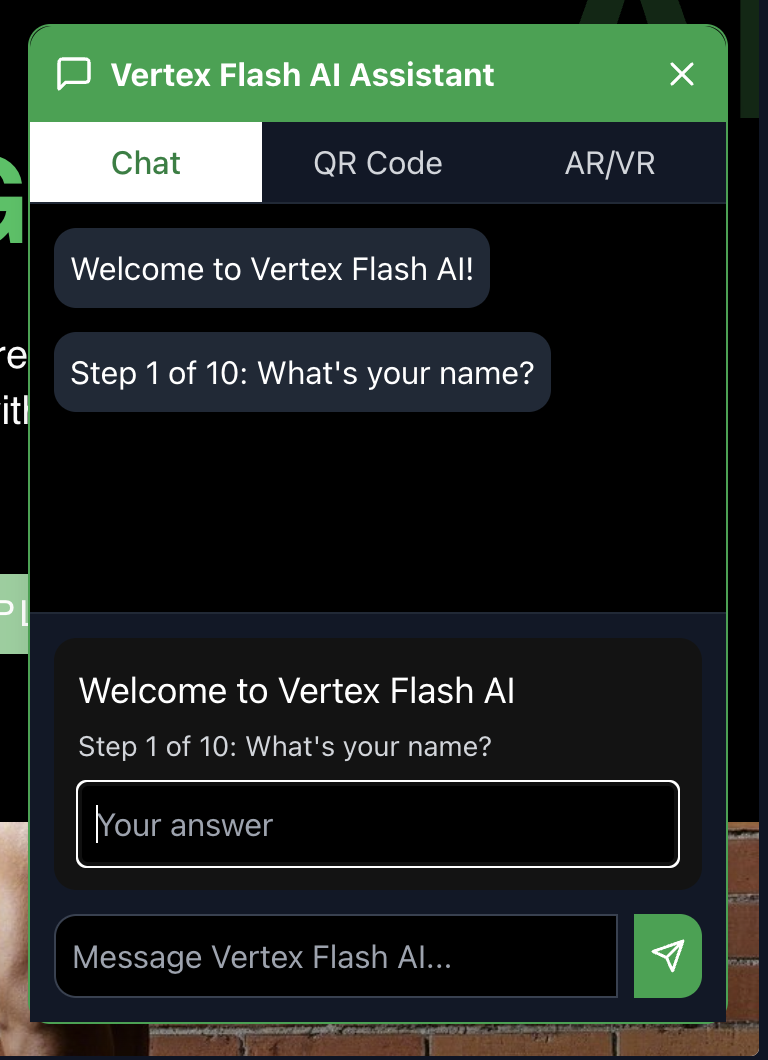 Vertex Flash AI Assistant
Chat
QR Code
AR/VR
Welcome to Vertex Flash AI!
Step 1 of 10: What's your name?
Welcome to Vertex Flash AI
Step 1 of 10: What's your name?
Your answer
Message Vertex Flash AI...